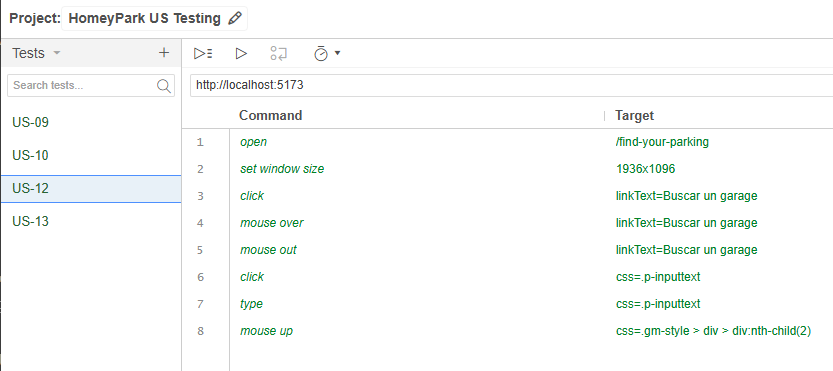 Project: HomeyPark US Testing
Tests
Search tests...
http://localhost:5173
Command Target
US-09
US-10
US-12
US-13
1 open /find-your-parking
2 set window size 1936x1096
3 click linkText=Buscar un garage
4 mouse over linkText=Buscar un garage
5 mouse out linkText=Buscar un garage
6 click css=.p-inputtext
7 type css=.p-inputtext
8 mouse up css=.gm-style > div > div:nth-child(2)